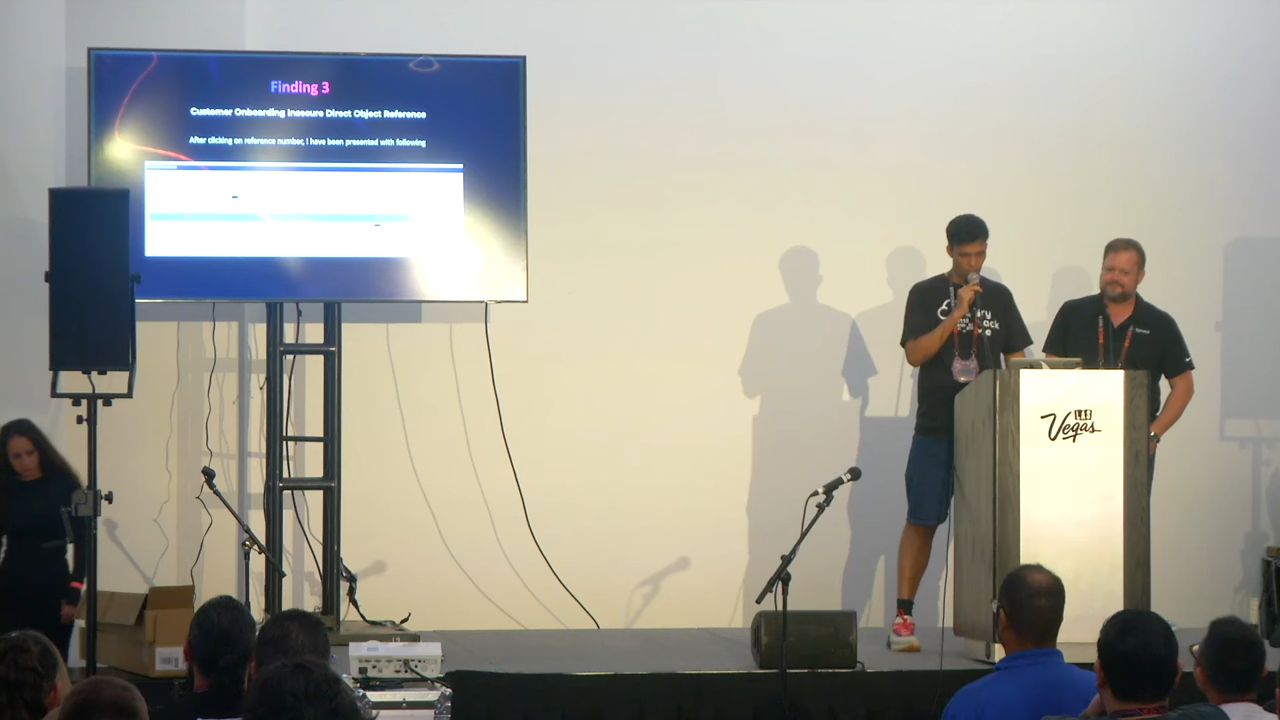 Finding 3
Customer Onboarding Insecure Direct Object Reference
After clicking on reference number, I have been presented with following
LAS
Vegas